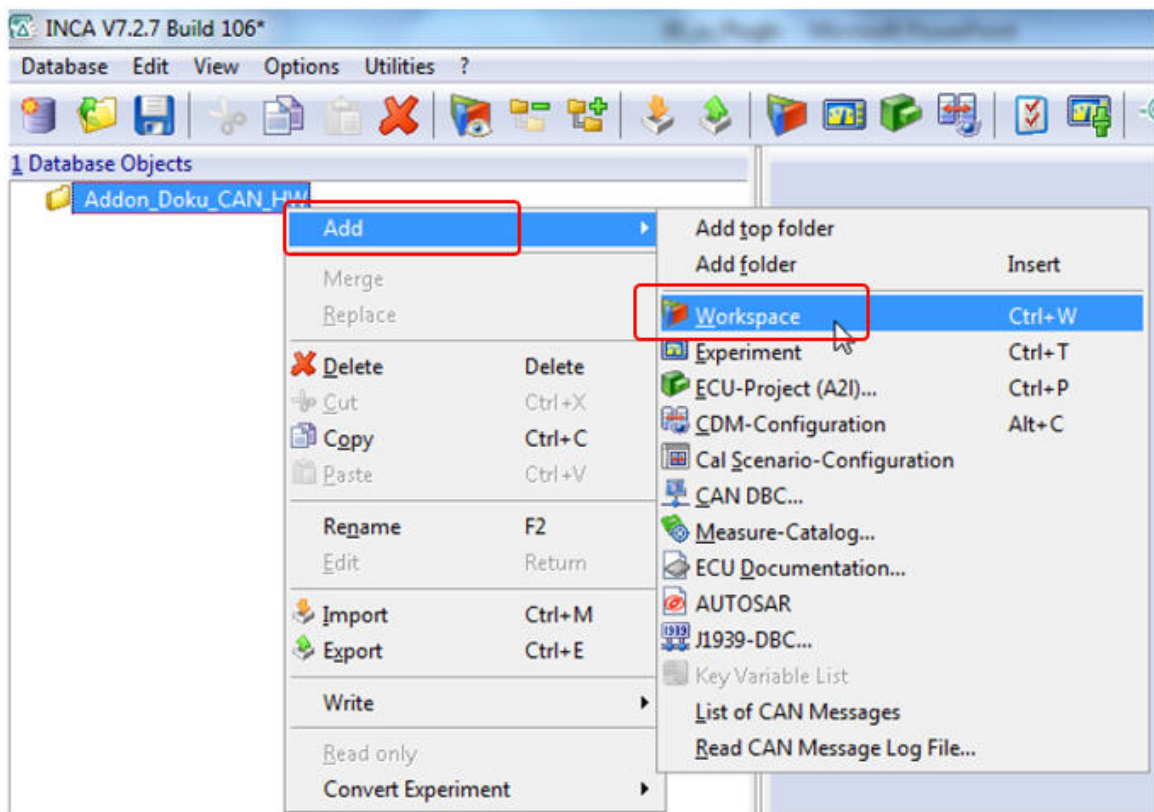 INCA V7.2.7 Build 106*
Database Edit View Options Utilities ?
1 Database Objects
Addon_Doku_CAN_HW
Add
Merge
Replace
Delete Delete
Cut Ctrl+X
Copy Ctrl+C
Paste Ctrl+V
Rename F2
Edit Return
Import Ctrl+M
Export Ctrl+E
Write
Read only
Convert Experiment
Add top folder
Add folder Insert
Workspace Ctrl+W
Experiment Ctrl+T
ECU-Project (A2l)... Ctrl+P
CDM-Configuration Alt+C
Cal Scenario-Configuration
CAN DBC...
Measure-Catalog...
ECU Documentation...
AUTOSAR
J1939-DBC...
Key Variable List
List of CAN Messages
Read CAN Message Log File...